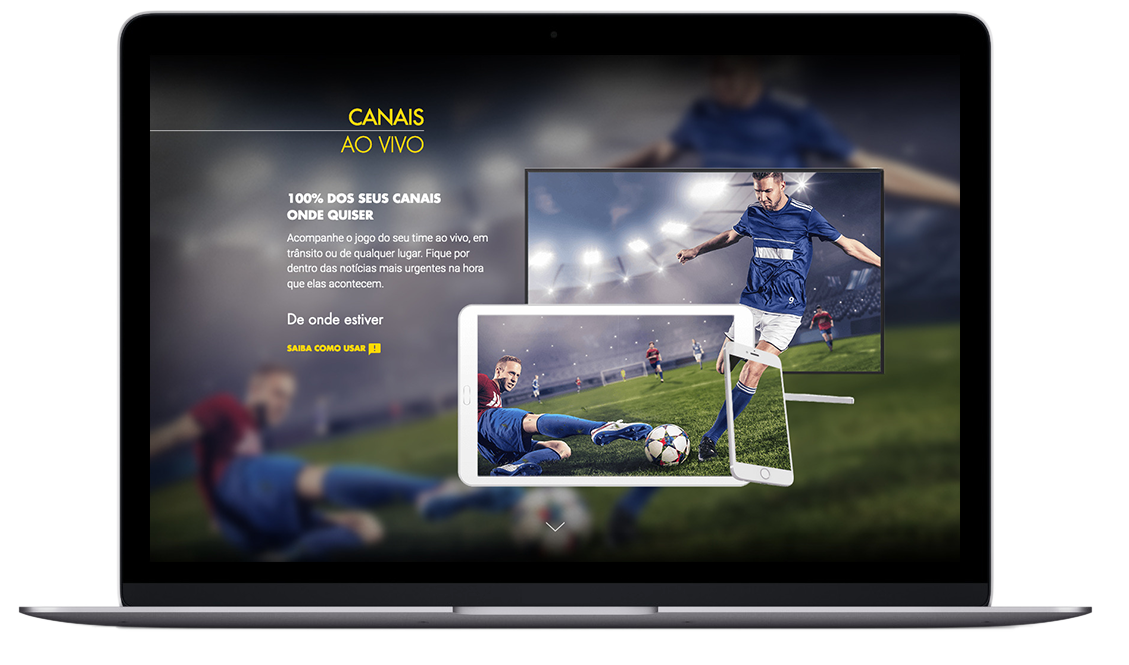 CANAIS
AO VIVO
100% DOS SEUS CANAIS
ONDE QUISER
Acompanhe o jogo do seu time ao vivo, em
trânsito ou de qualquer lugar. Fique por
dentro das notícias mais urgentes na hora
que elas acontecem.
De onde estiver
SAIBA COMO USAR
9